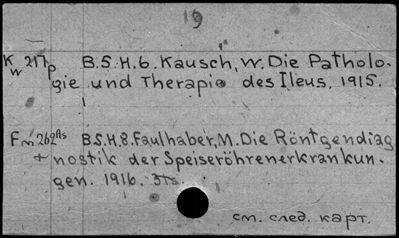 19
Kw 217p B.S.H.6. Kausch, W. Die Patholo-
gie und Therapie des Ileus. 1915.
Fm 262 B.S.H.8. Faulhaber, M. Die Röntgendiag
+ nostik der Speiseröhrenerkrankun-
gen. 1916.
см. след. карт.